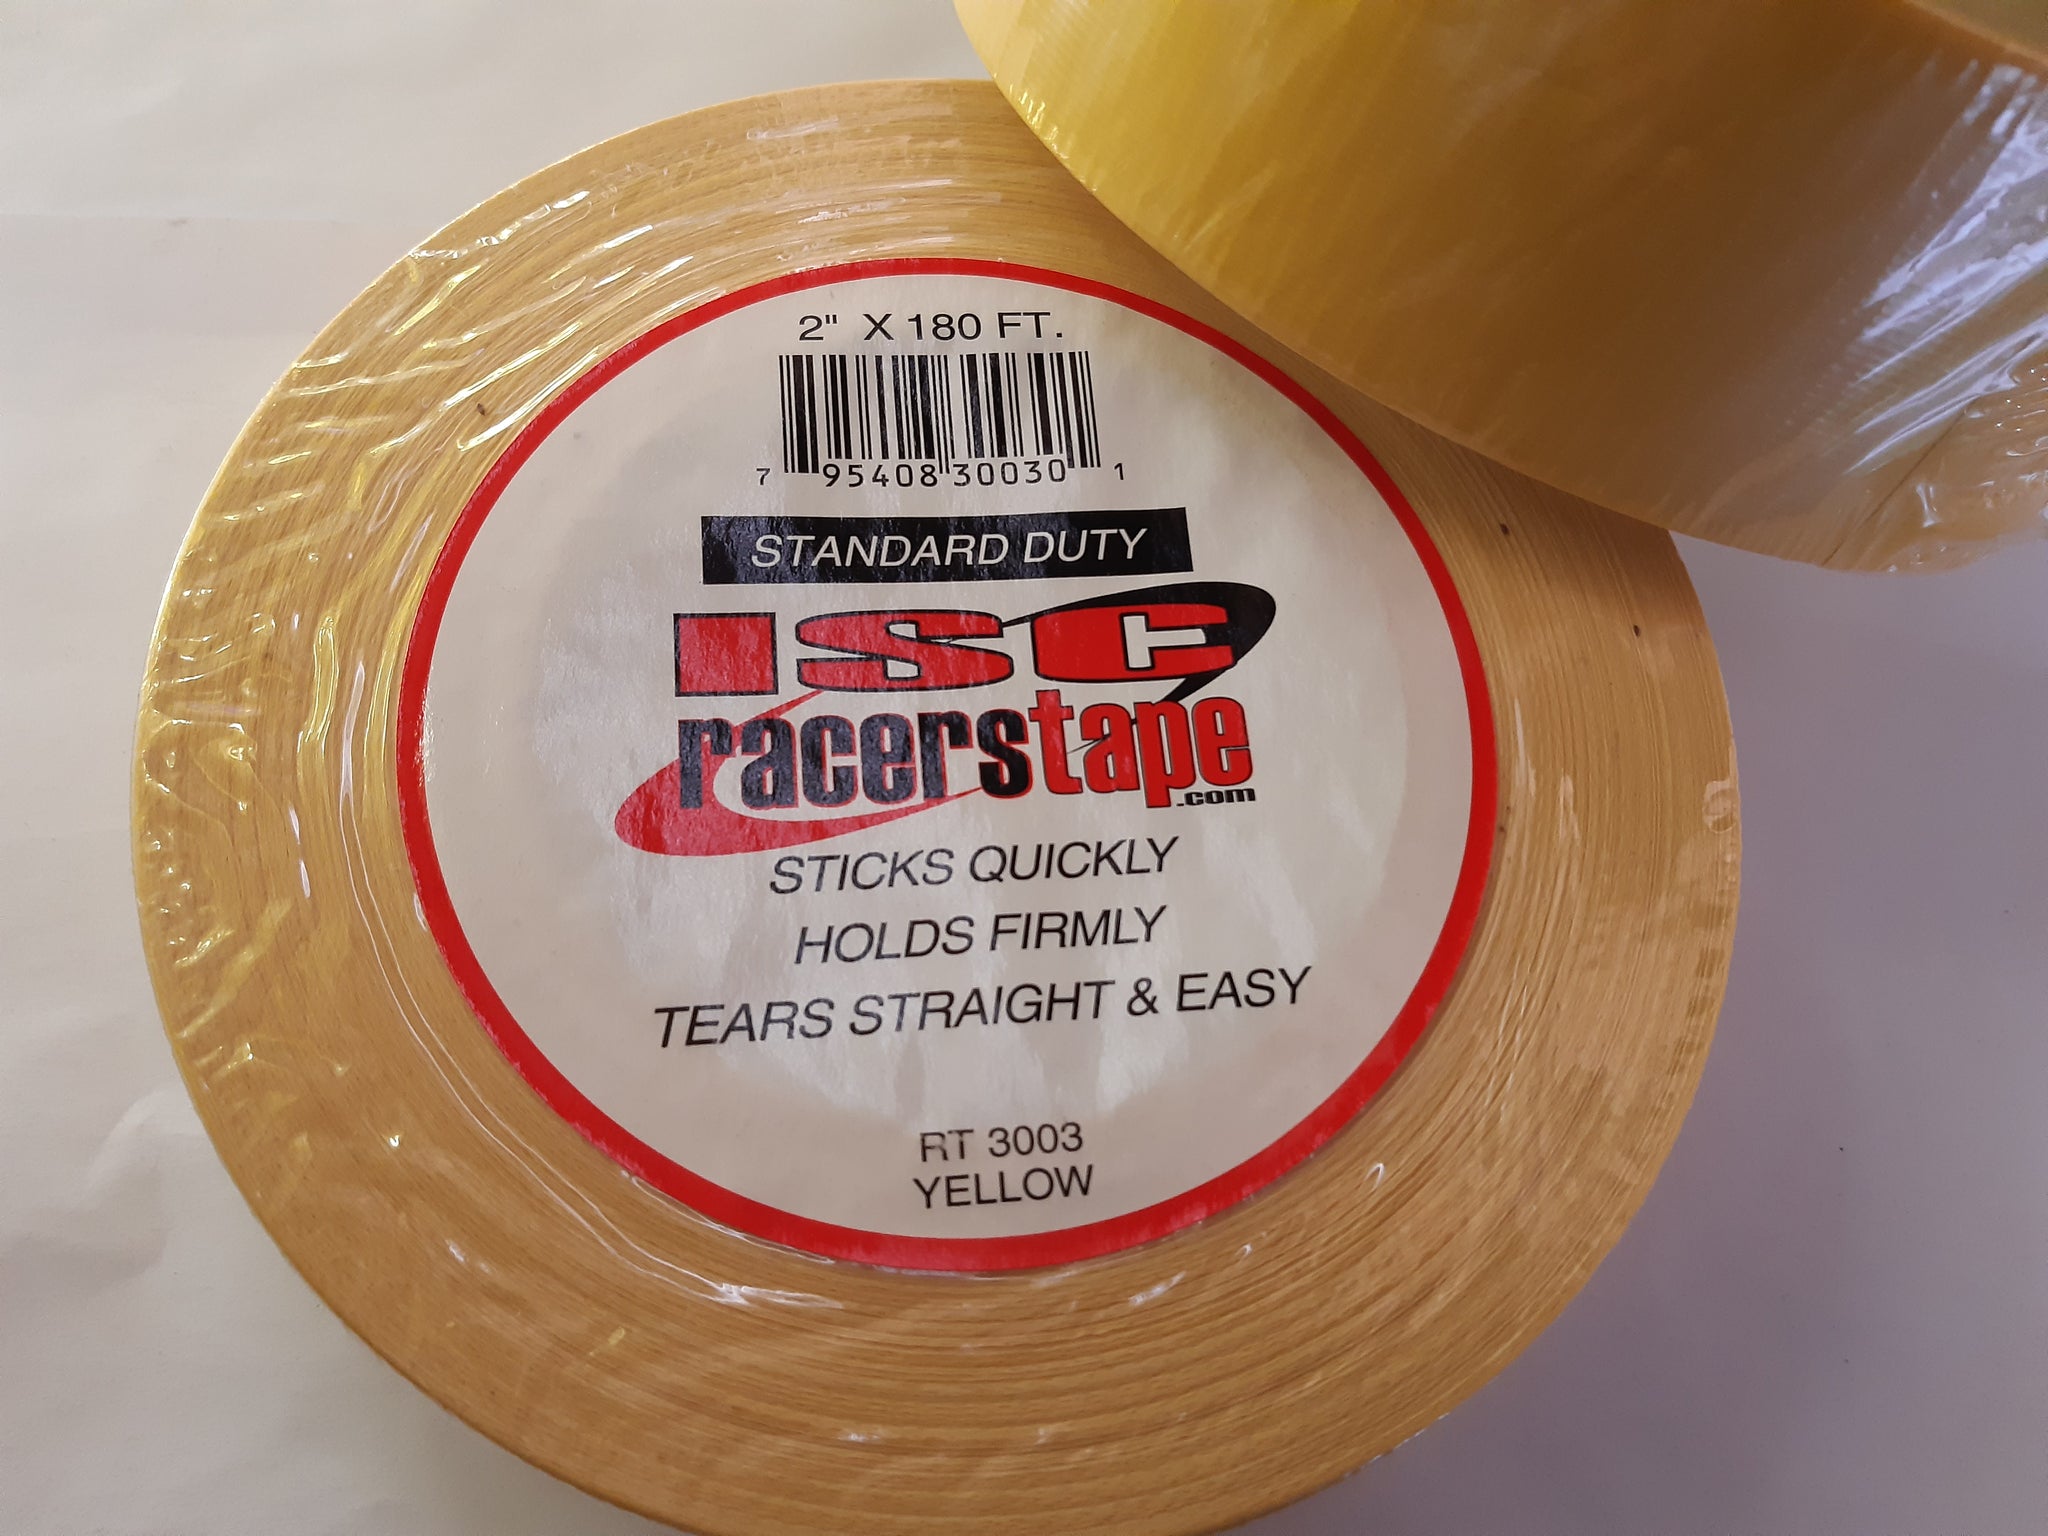 2" X 180 FT.
7 95408 30030 1
STANDARD DUTY
ISC
racerstape
.com
STICKS QUICKLY
HOLDS FIRMLY
TEARS STRAIGHT & EASY
RT 3003
YELLOW